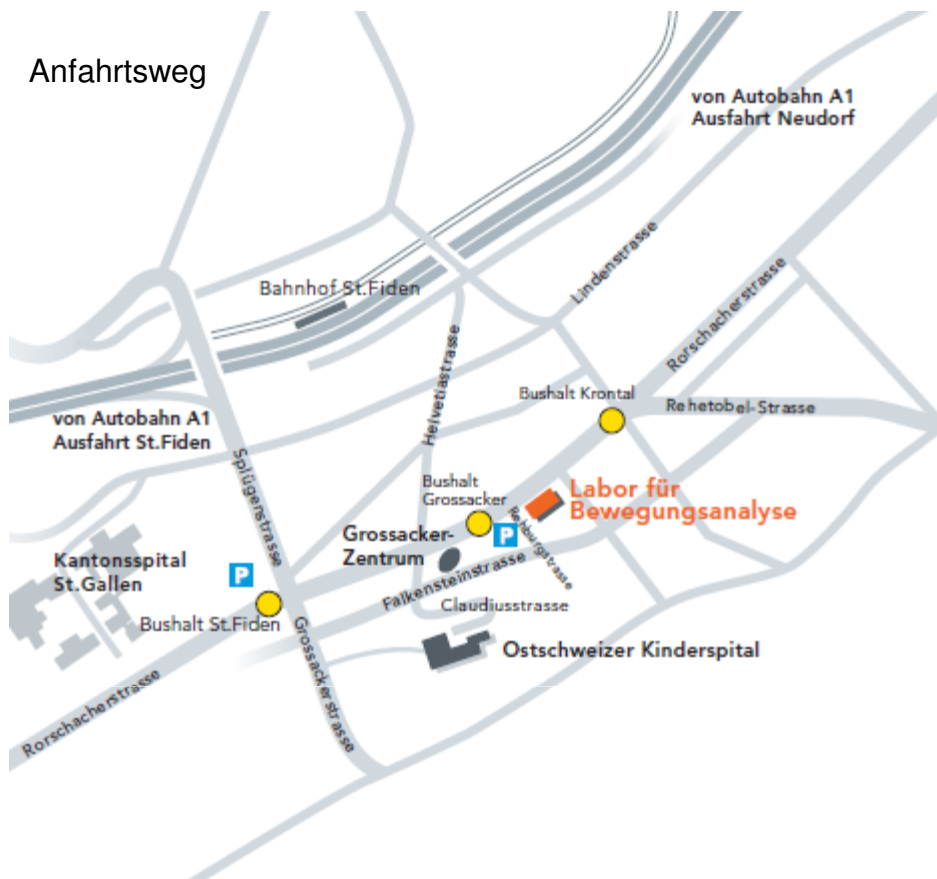 Anfahrtsweg
von Autobahn A1
Ausfahrt Neudorf
Lindenstrasse
Bahnhof St.Fiden
Rorschacherstrasse
Helvetiastrasse
Bushalt Krontal
Rehetobel-Strasse
von Autobahn A1
Ausfahrt St.Fiden
Splügenstrasse
Bushalt
Grossacker
Labor für
Bewegungsanalyse
Rehburgstrasse
P
Grossacker-
Zentrum
Kantonsspital
St.Gallen
P
Falkensteinstrasse
Claudiusstrasse
Bushalt St.Fiden
Grossackerstrasse
Ostschweizer Kinderspital
Rorschacherstrasse